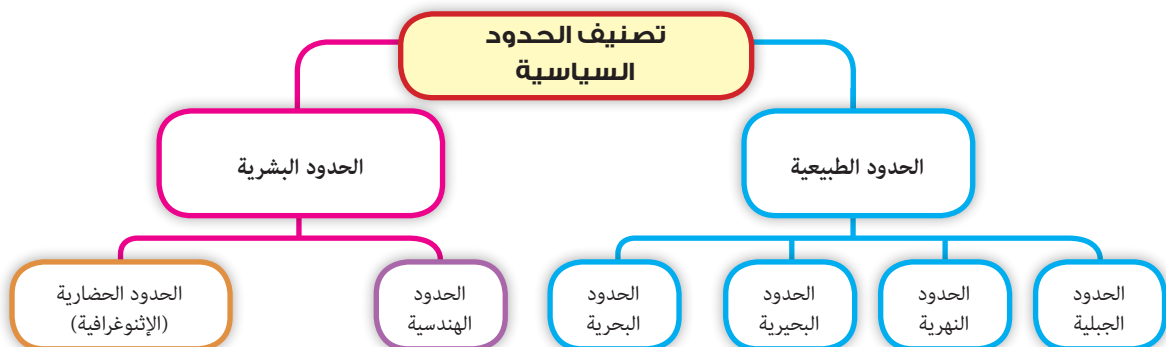 تصنيف الحدود
السياسية
الحدود الطبيعية
الحدود البشرية
الحدود
الجبلية
الحدود
النهرية
الحدود
البحيرية
الحدود
البحرية
الحدود
الهندسية
الحدود الحضارية
(الإثنوغرافية)